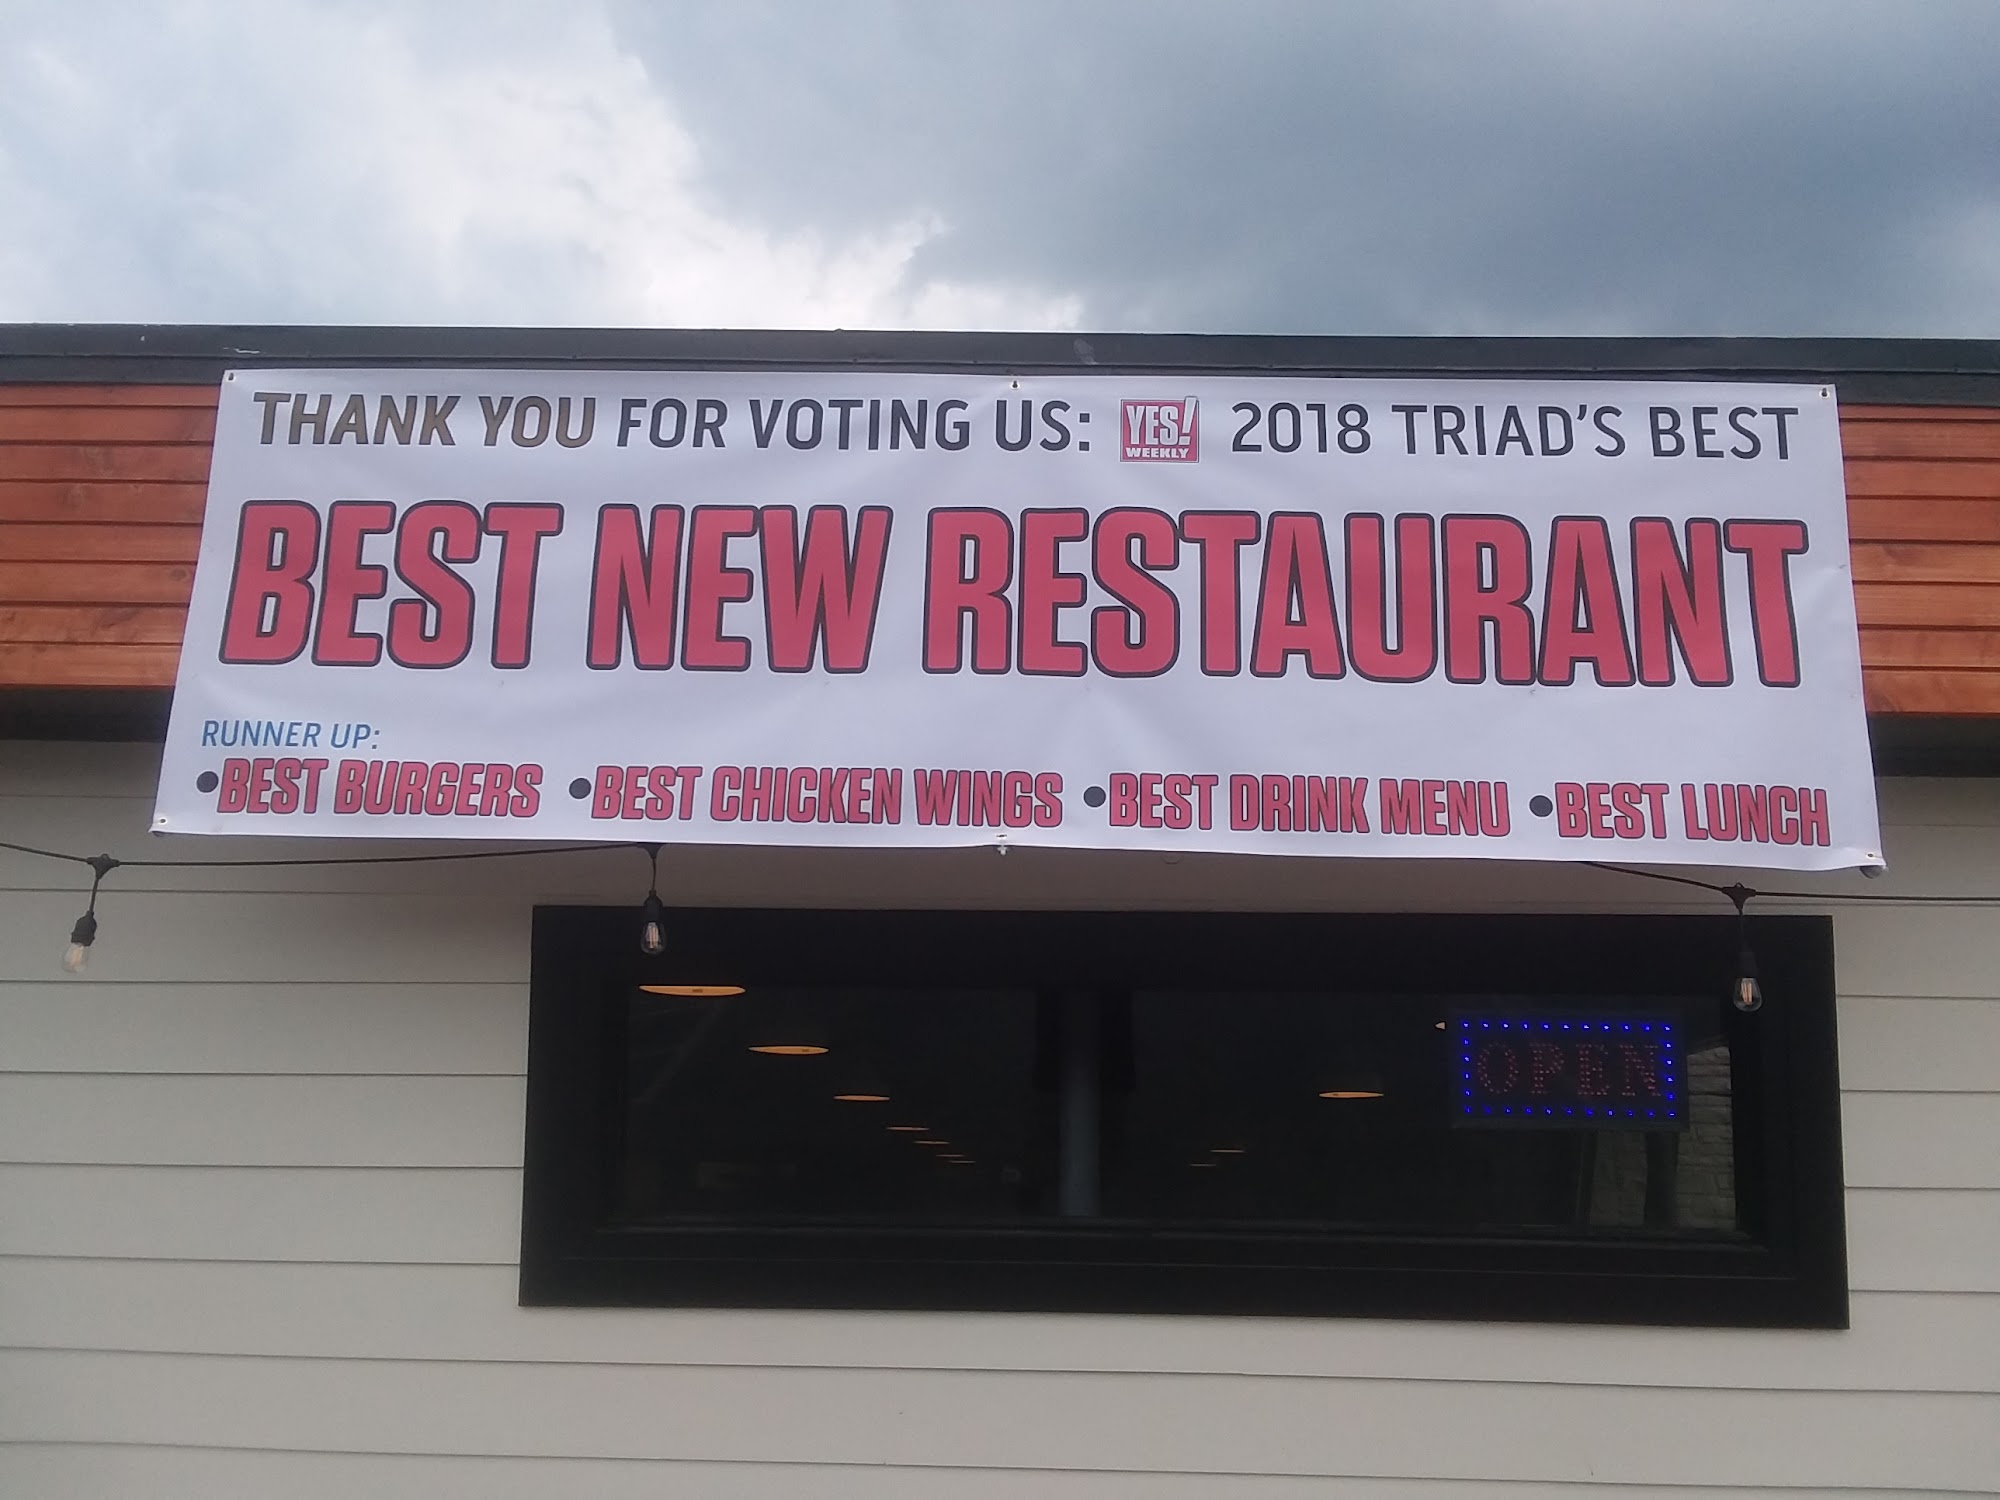 THANK YOU FOR VOTING US: YES! WEEKLY 2018 TRIAD'S BEST
BEST NEW RESTAURANT
RUNNER UP:
•BEST BURGERS •BEST CHICKEN WINGS •BEST DRINK MENU •BEST LUNCH
OPEN